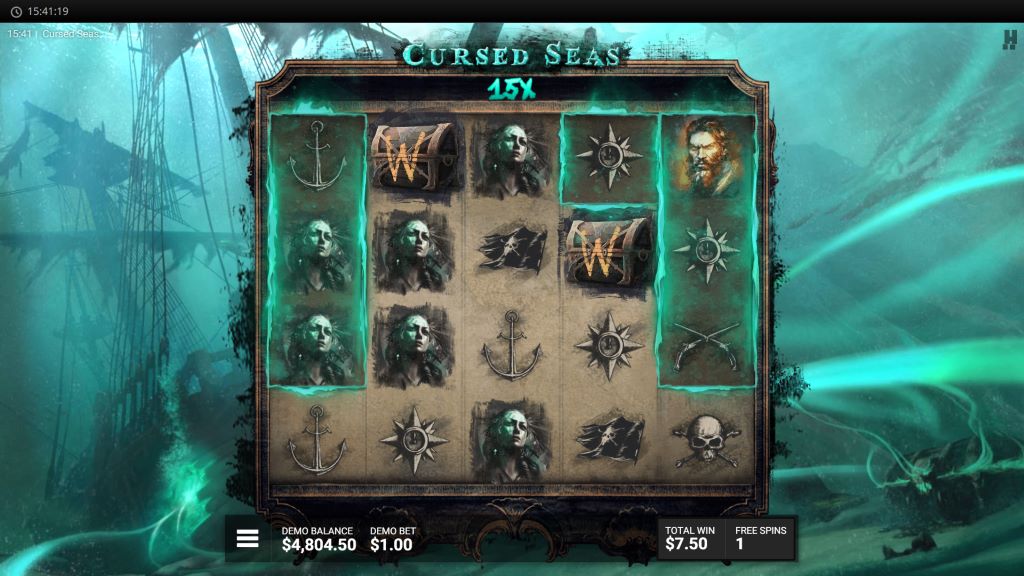 15:41:19
15:41 | Cursed Seas
CURSED SEAS
15X
W
W
DEMO BALANCE
$4,804.50
DEMO BET
$1.00
TOTAL WIN
$7.50
FREE SPINS
1